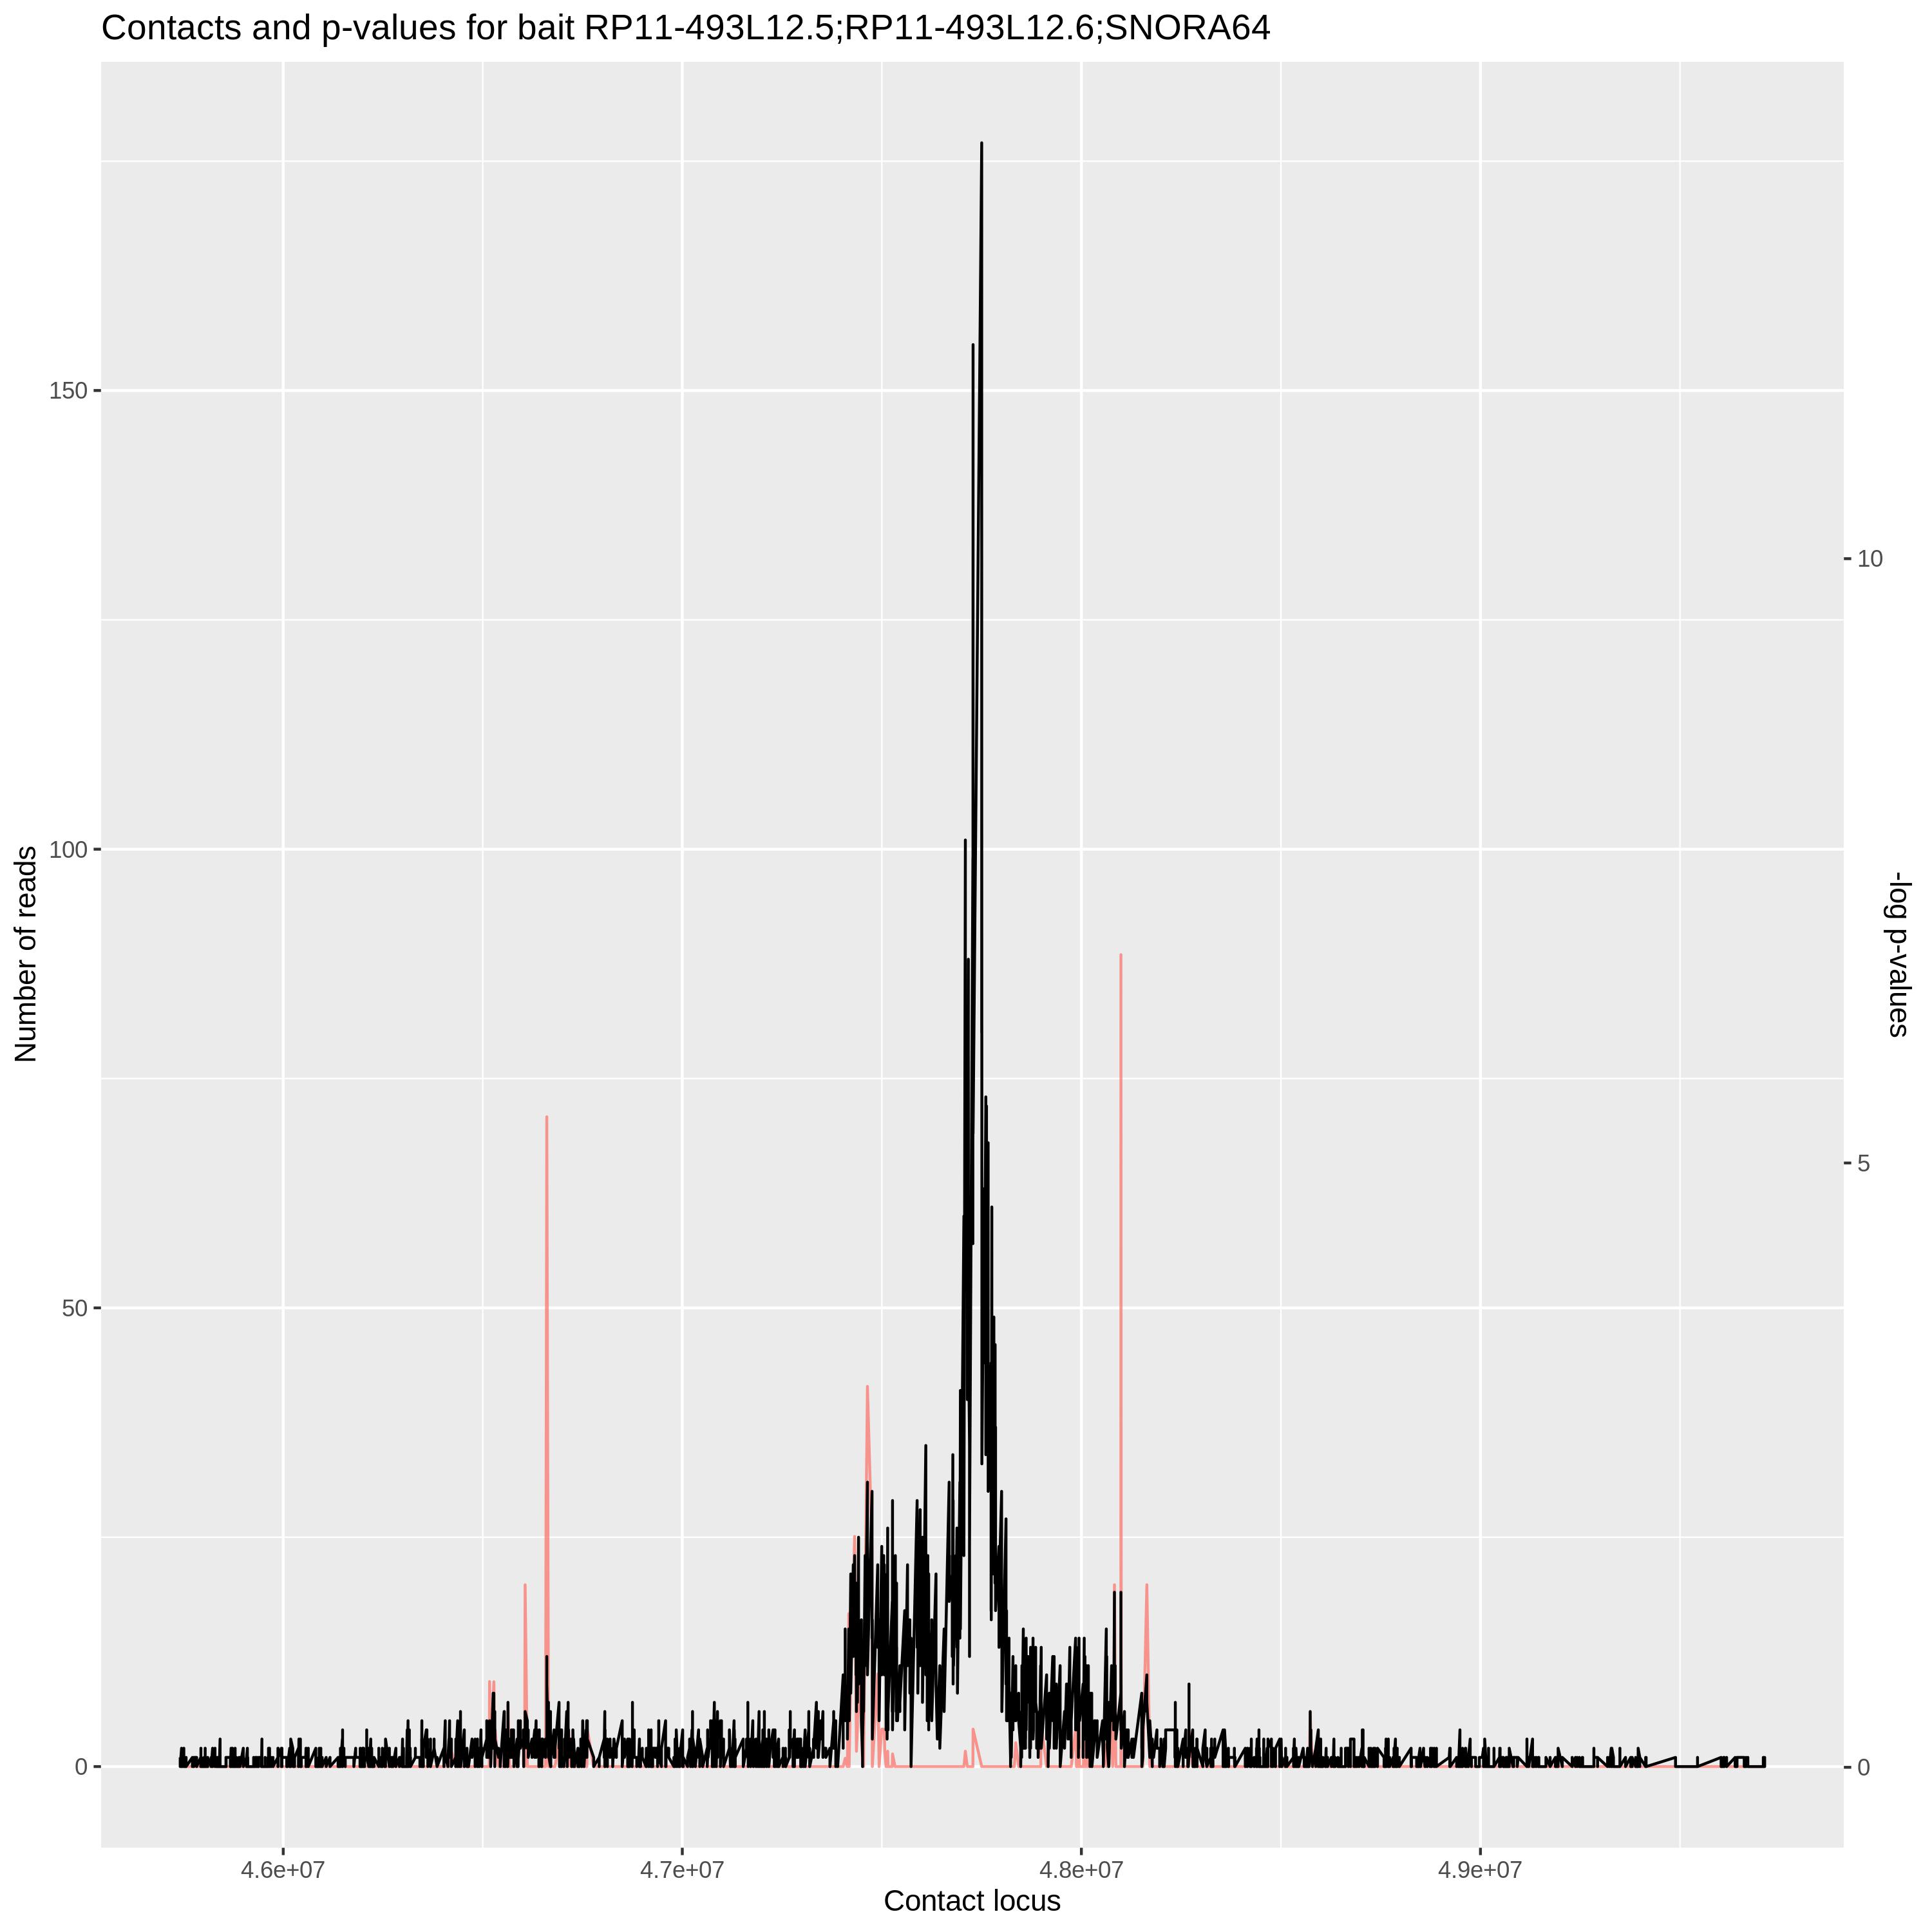 Contacts and p-values for bait RP11-493L12.5;RP11-493L12.6;SNORA64
150
100
50
0
Number of reads
10
5
0
-log p-values
4.6e+07 4.7e+07 4.8e+07 4.9e+07
Contact locus